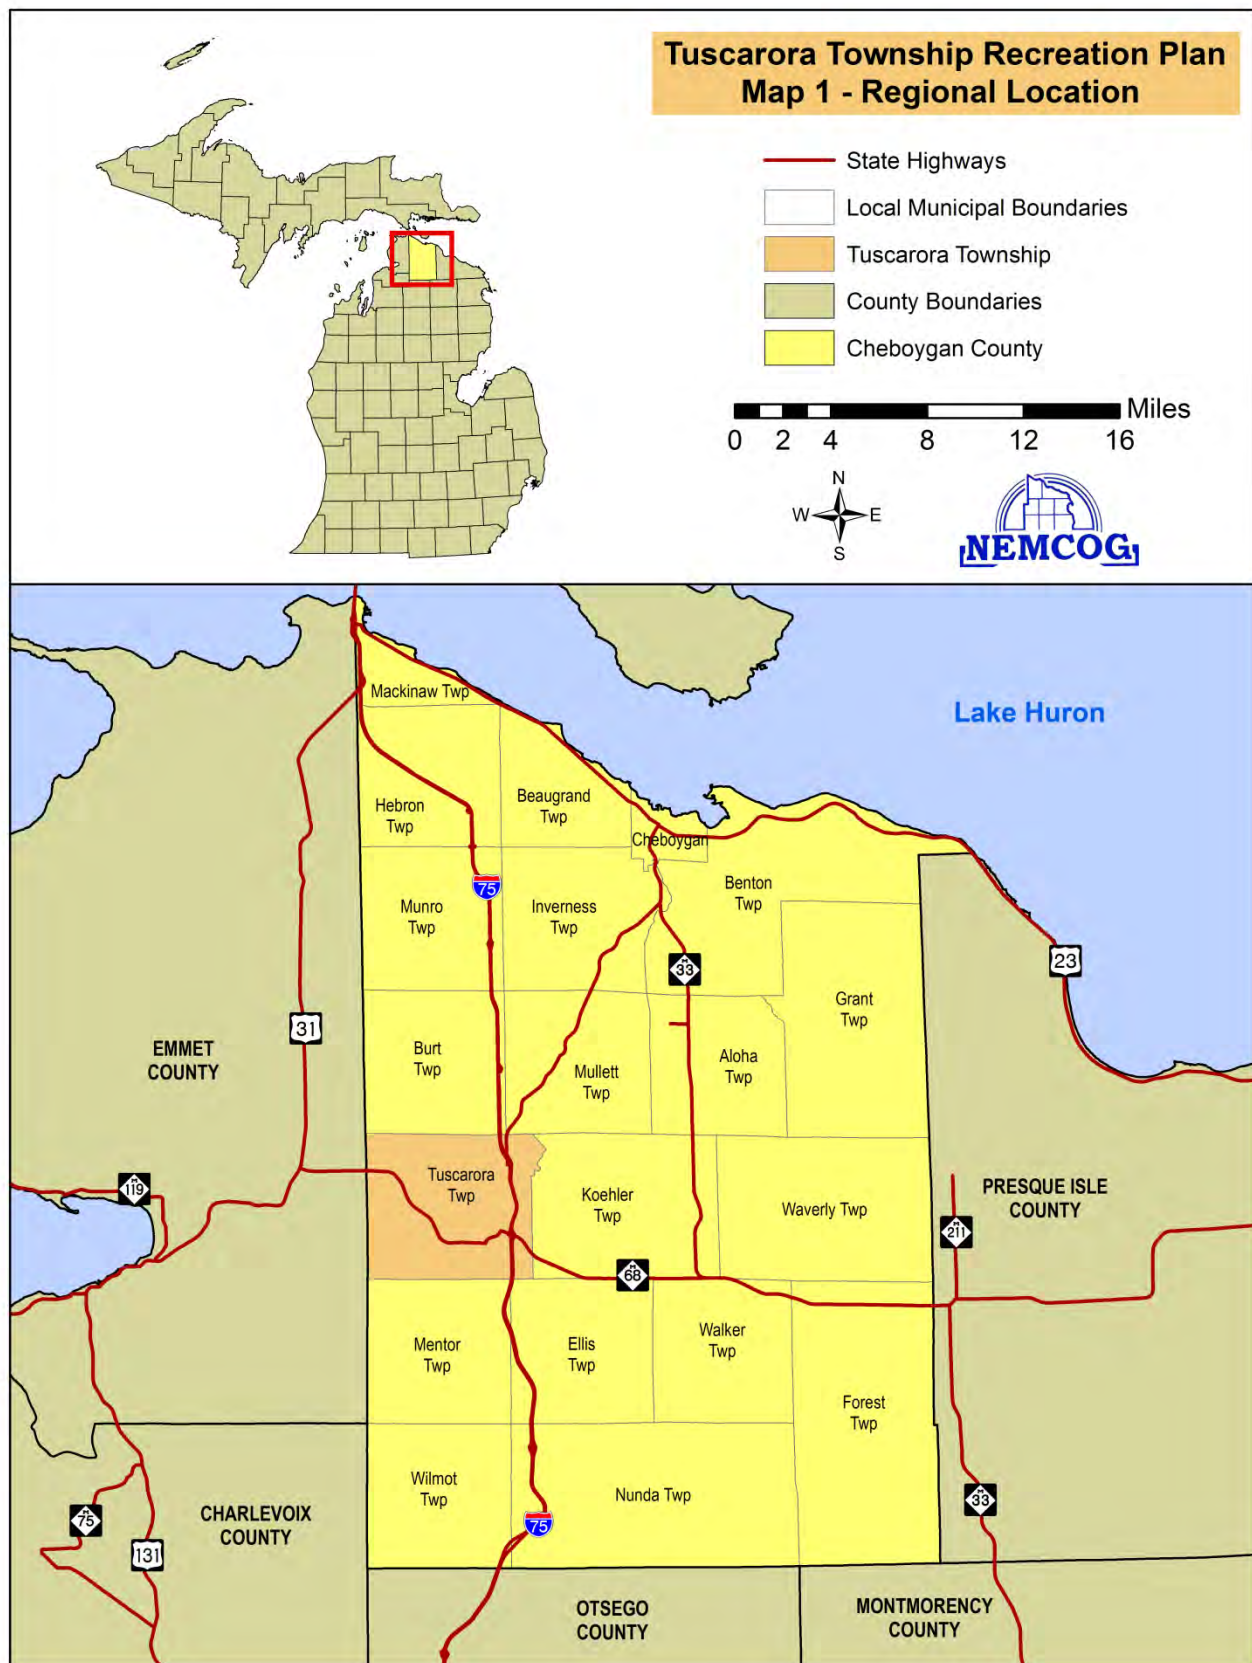 Tuscarora Township Recreation Plan
Map 1 - Regional Location
State Highways
Local Municipal Boundaries
Tuscarora Township
County Boundaries
Cheboygan County
Miles
0 2 4 8 12 16
N
W E
S
NEMCOG
Lake Huron
Mackinaw Twp
Hebron
Twp
Beaugrand
Twp
Cheboygan
75
Munro
Twp
Inverness
Twp
Benton
Twp
M
33
23
Grant
Twp
31
EMMET
COUNTY
Burt
Twp
Mullett
Twp
Aloha
Twp
M
119
Tuscarora
Twp
Koehler
Twp
Waverly Twp
PRESQUE ISLE
COUNTY
M
211
M
68
Mentor
Twp
Ellis
Twp
Walker
Twp
Forest
Twp
Wilmot
Twp
Nunda Twp
M
33
M
75
CHARLEVOIX
COUNTY
131
75
OTSEGO
COUNTY
MONTMORENCY
COUNTY